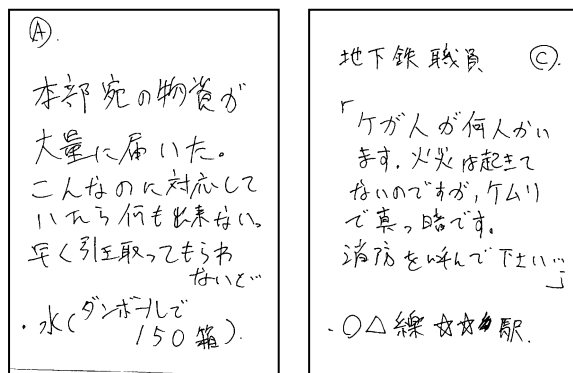 Ⓐ.
本部宛の物資が
大量に届いた。
こんなのに対応して
いたら何も出来ない。
早く引取ってもらわ
ないと…
・水(ダンボールで
150箱).
地下鉄職員 Ⓒ.
「ケガ人が何人かい
ます。火災は起きて
ないのですが,ケムリ
で真っ暗です。
消防を呼んで下さい…」
・○△線☆☆★駅.